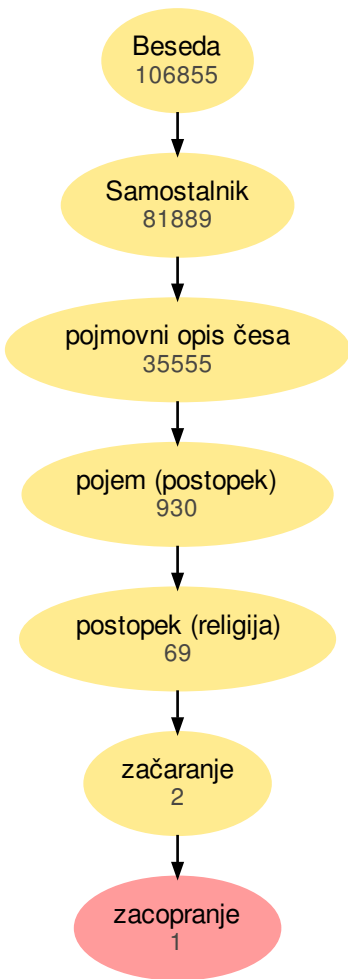 Beseda
106855
Samostalnik
81889
pojmovni opis česa
35555
pojem (postopek)
930
postopek (religija)
69
začaranje
2
zacopranje
1